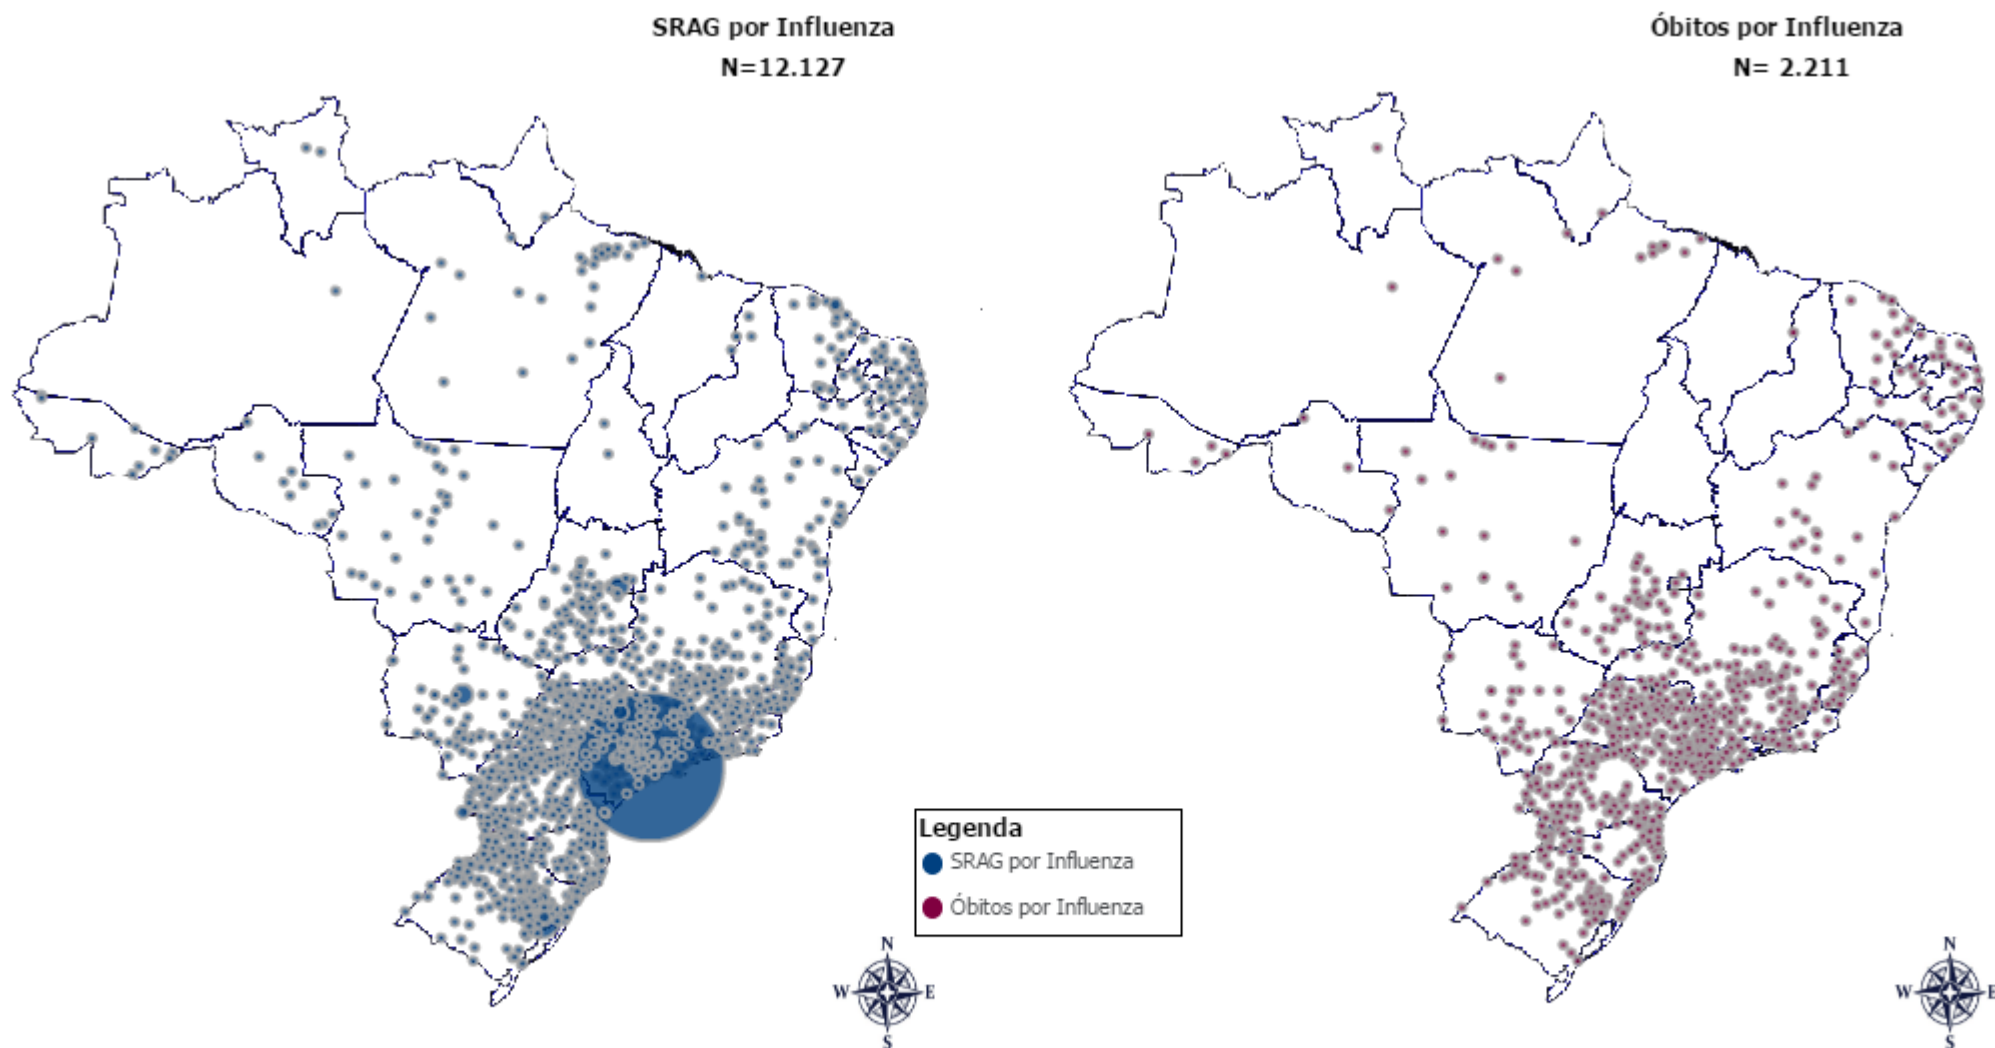 SRAG por Influenza
N=12.127
Óbitos por Influenza
N= 2.211
Legenda
SRAG por Influenza
Óbitos por Influenza
N
W
E
S
N
W
E
S